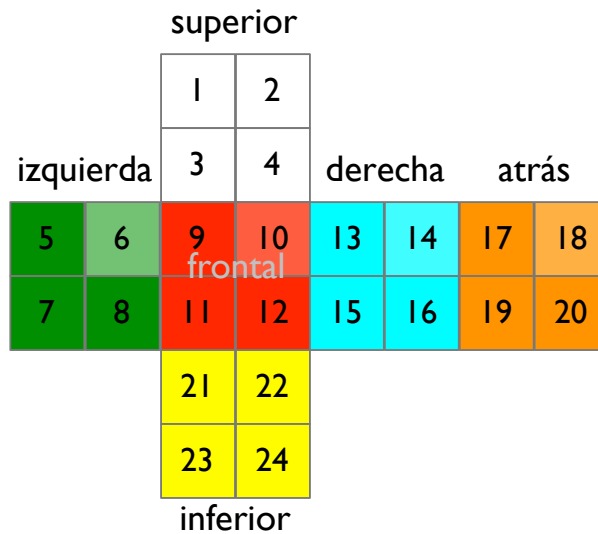 superior
1 2
izquierda 3 4 derecha atrás
5 6 9 10 13 14 17 18
frontal
7 8 11 12 15 16 19 20
21 22
23 24
inferior